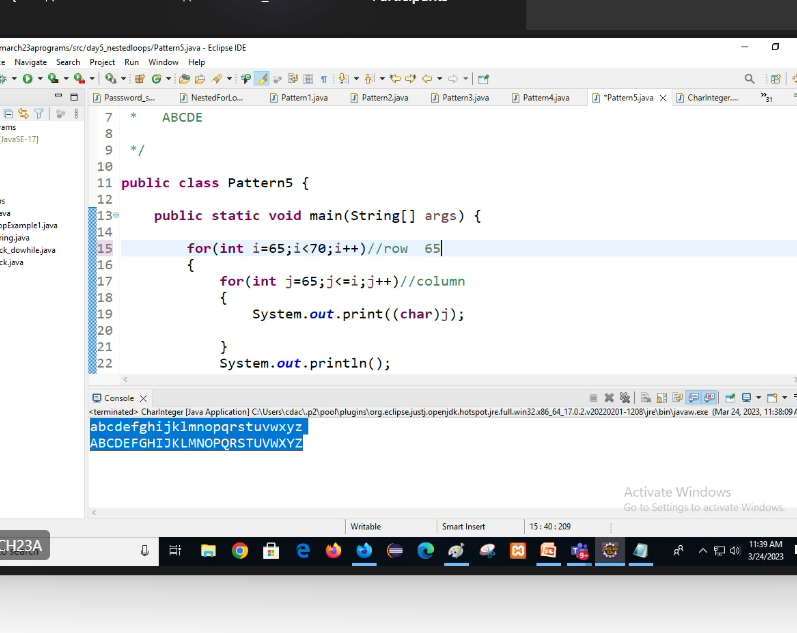 march23aprograms/src/day5_nestedloops/Pattern5.java - Eclipse IDE
Navigate Search Project Run Window Help
Passsword_s... NestedForLo... Pattern1.java Pattern2.java Pattern3.java Pattern4.java *Pattern5.java CharInteger.... 31
rams
[JavaSE-17]
ava
opExample1.java
ring.java
ck_dowhile.java
ck.java
7 * ABCDE
8
9 */
10
11 public class Pattern5 {
12
13 public static void main(String[] args) {
14
15 for(int i=65;i<70;i++)//row 65
16 {
17 for(int j=65;j<=i;j++)//column
18 {
19 System.out.print((char)j);
20
21 }
22 System.out.println();
Console
<terminated> CharInteger [Java Application] C:\Users\cdac\.p2\pool\plugins\org.eclipse.justj.openjdk.hotspot.jre.full.win32.x86_64_17.0.2.v20220201-1208\jre\bin\javaw.exe (Mar 24, 2023, 11:38:09 A
abcdefghijklmnopqrstuvwxyz
ABCDEFGHIJKLMNOPQRSTUVWXYZ
Activate Windows
Go to Settings to activate Windows.
Writable Smart Insert 15 : 40 : 209
CH23A
11:39 AM
3/24/2023